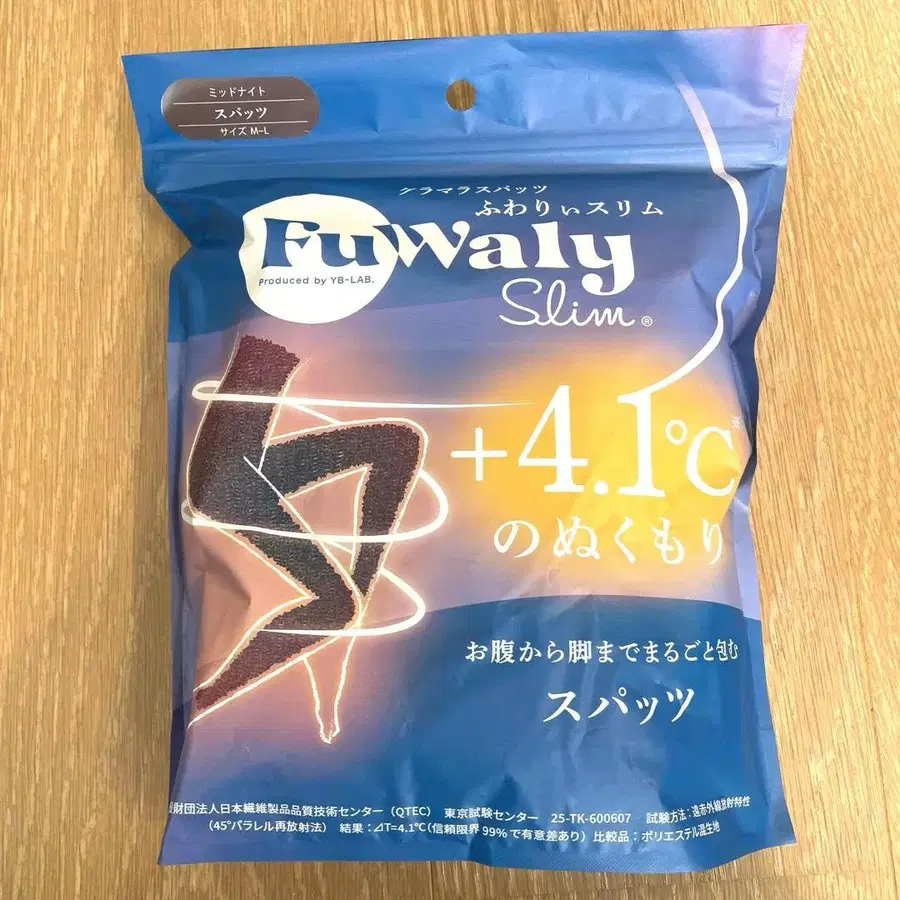 ミッドナイト
スパッツ
サイズ M-L
グラマラスパッツ
ふわりぃスリム
FuWaly
Produced by YB-LAB.
Slim®
+4.1℃※
のぬくもり
お腹から脚までまるごと包む
スパッツ
財団法人日本繊維製品品質技術センター（QTEC） 東京試験センター 25-TK-600607 試験方法：遠赤外線放射特性
（45°パラレル再放射法） 結果：⊿T=4.1℃（信頼限界 99% で有意差あり）比較品：ポリエステル混生地